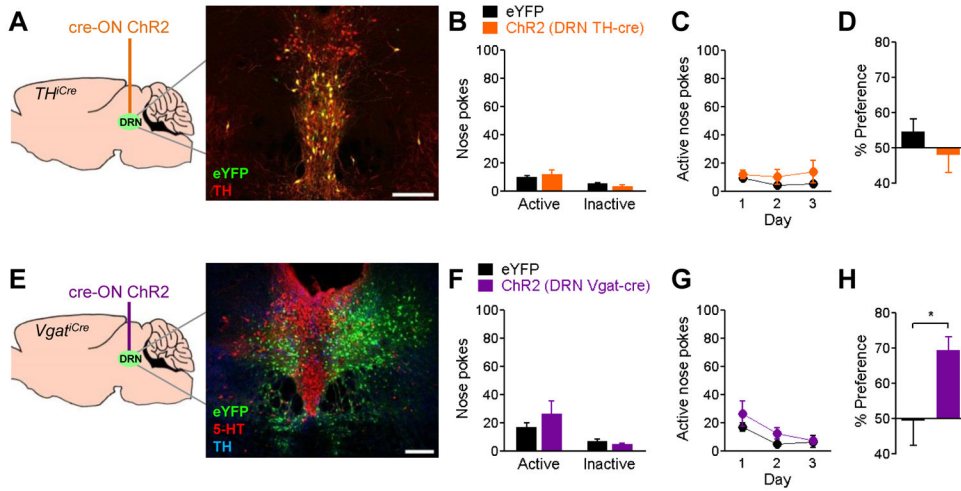 A
cre-ON ChR2
THiCre
DRN
eYFP
TH
B
eYFP
ChR2 (DRN TH-cre)
Nose pokes
100
80
60
40
20
0
Active
Inactive
C
Active nose pokes
100
80
60
40
20
0
1 2 3
Day
D
% Preference
80
70
60
50
40
E
cre-ON ChR2
VgatiCre
DRN
eYFP
5-HT
TH
F
eYFP
ChR2 (DRN Vgat-cre)
Nose pokes
100
80
60
40
20
0
Active
Inactive
G
Active nose pokes
100
80
60
40
20
0
1 2 3
Day
H
% Preference
80
70
60
50
40
*